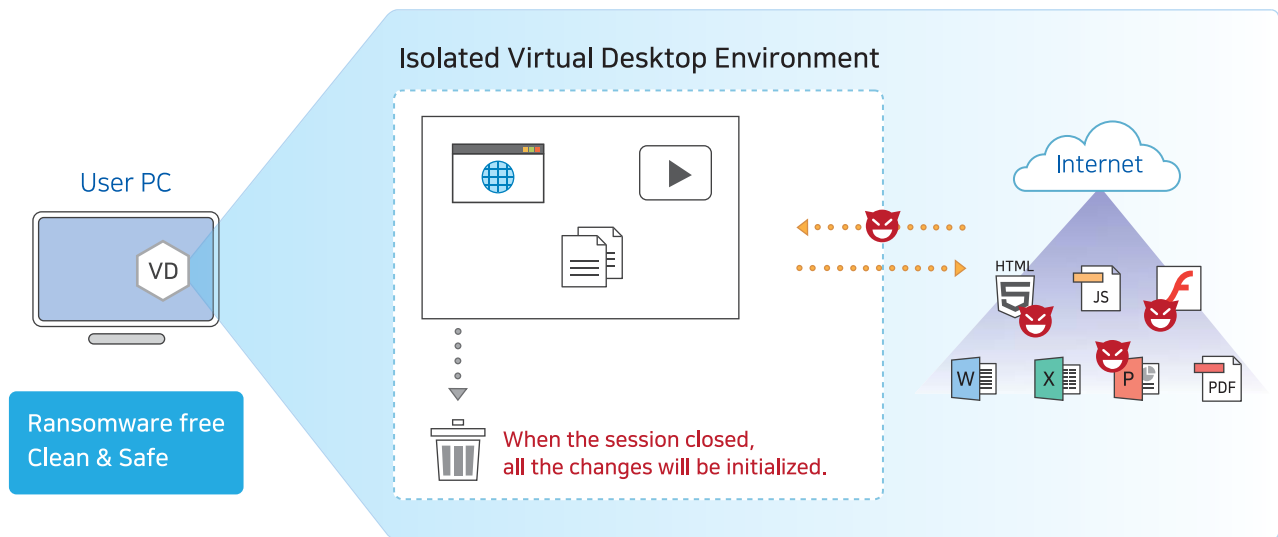 Isolated Virtual Desktop Environment
User PC
VD
Ransomware free
Clean & Safe
When the session closed,
all the changes will be initialized.
Internet
HTML
5
JS
W
X
P
PDF